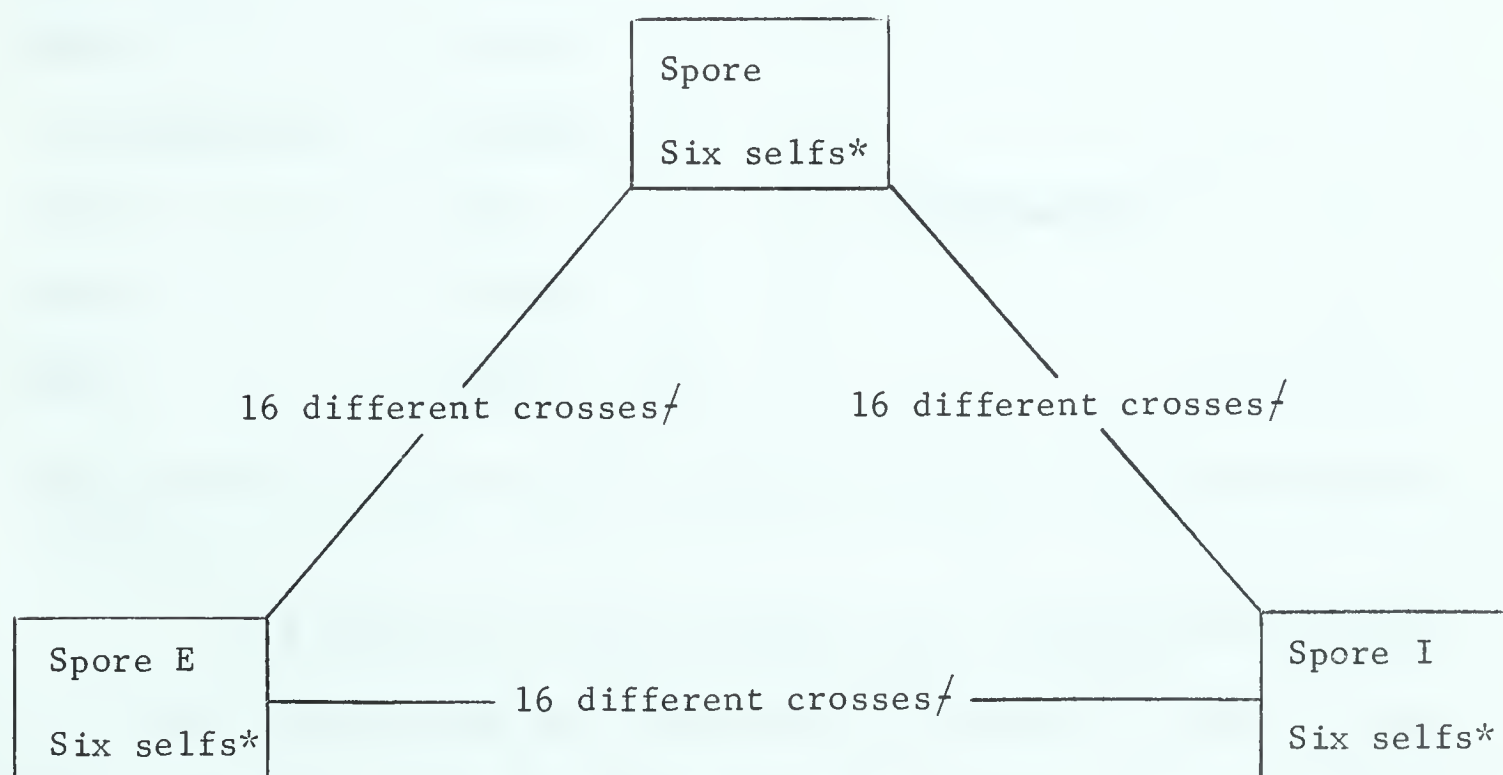 Spore
Six selfs*
16 different crosses⌿ 16 different crosses⌿
Spore E
Six selfs*
16 different crosses⌿
Spore I
Six selfs*